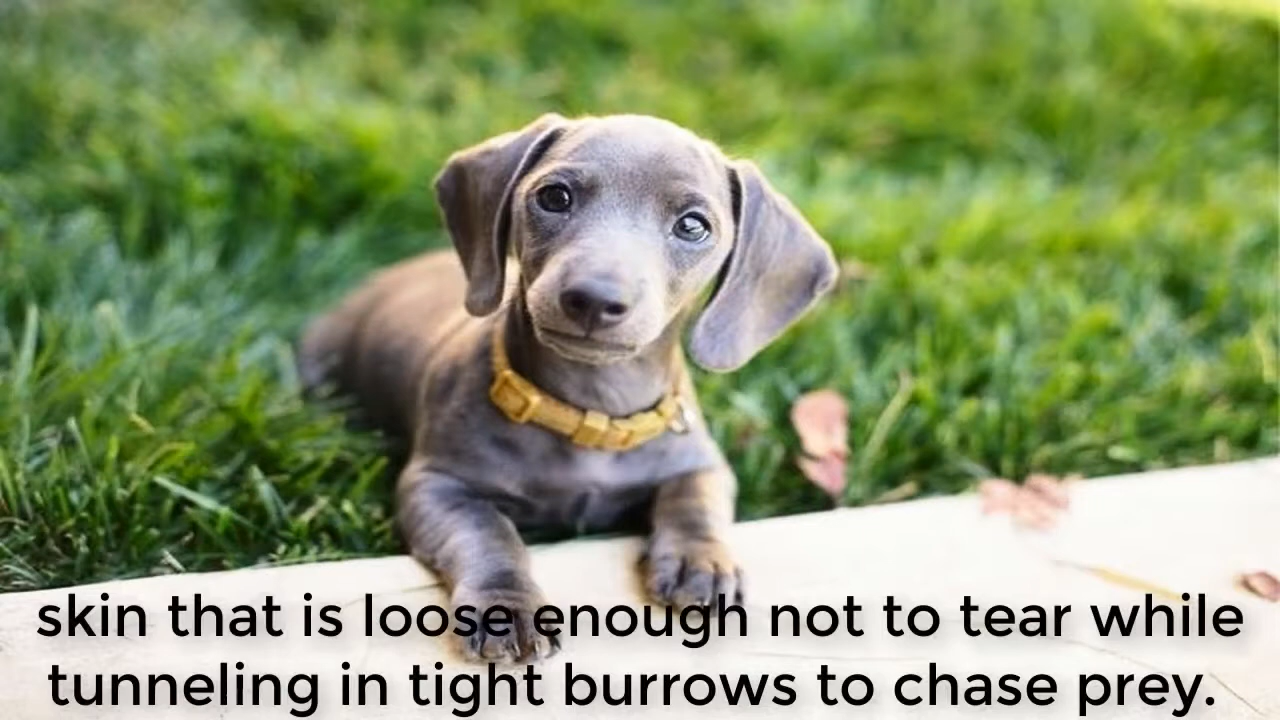 skin that is loose enough not to tear while
tunneling in tight burrows to chase prey.